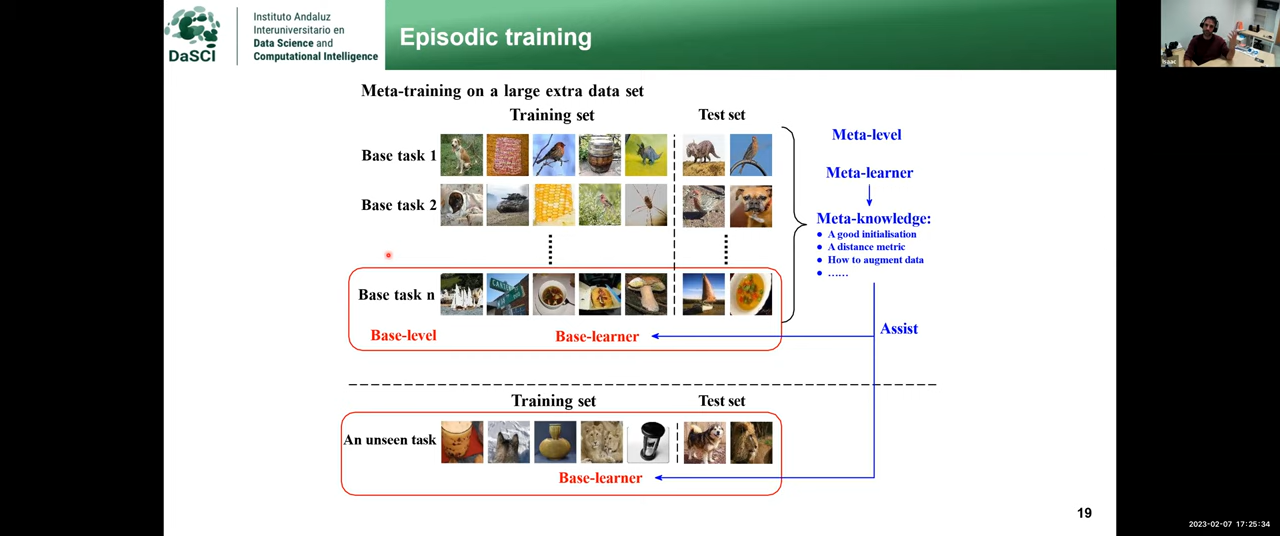 DaSCI
Instituto Andaluz
Interuniversitario en
Data Science and
Computational Intelligence
Episodic training
Meta-training on a large extra data set
Training set
Test set
Base task 1
Base task 2
Base task n
Base-level
Base-learner
Meta-level
Meta-learner
Meta-knowledge:
● A good initialisation
● A distance metric
● How to augment data
● ......
Assist
Training set
Test set
An unseen task
Base-learner
19
Isaac
2023-02-07 17:25:34